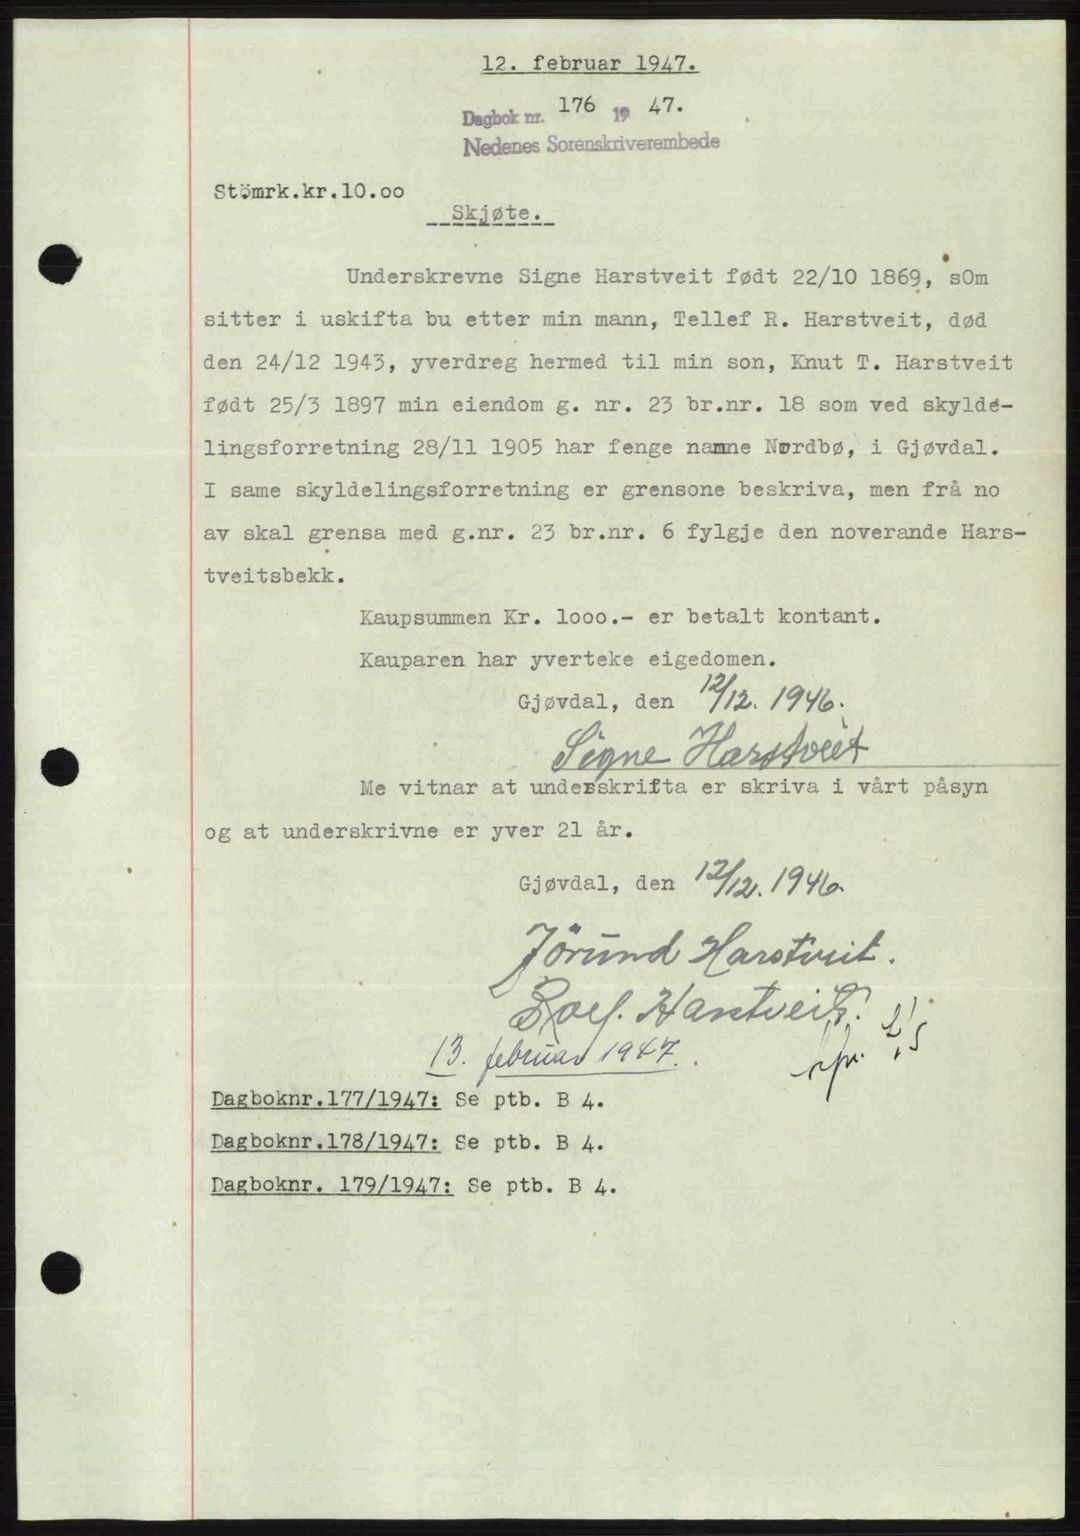 12. februar 1947.
Dagbok nr. 176 19 47.
Nedenes Sorenskriverembede
Stömrk.kr.10.oo
Skjøte.
Underskrevne Signe Harstveit født 22/10 1869, sOm
sitter i uskifta bu etter min mann, Tellef R. Harstveit, død
den 24/12 1943, yverdreg hermed til min son, Knut T. Harstveit
født 25/3 1897 min eiendom g. nr. 23 br.nr. 18 som ved skylde-
lingsforretning 28/11 1905 har fenge namne Nordbø, i Gjøvdal.
I same skyldelingsforretning er grensone beskriva, men frå no
av skal grensa med g.nr. 23 br.nr. 6 fylgje den noverande Hars-
tveitsbekk.
Kaupsummen Kr. 1ooo.- er betalt kontant.
Kauparen har yverteke eigedomen.
Gjøvdal, den 12/12. 1946.
Signe Harstveit
Me vitnar at underskrifta er skriva i vårt påsyn
og at underskrivne er yver 21 år.
Gjøvdal, den 12/12. 1946.
Jörund Harstveit.
Harstveit.
13. februar 1947.
Dagboknr.177/1947: Se ptb. B 4.
Dagboknr.178/1947: Se ptb. B 4.
Dagboknr. 179/1947: Se ptb. B 4.